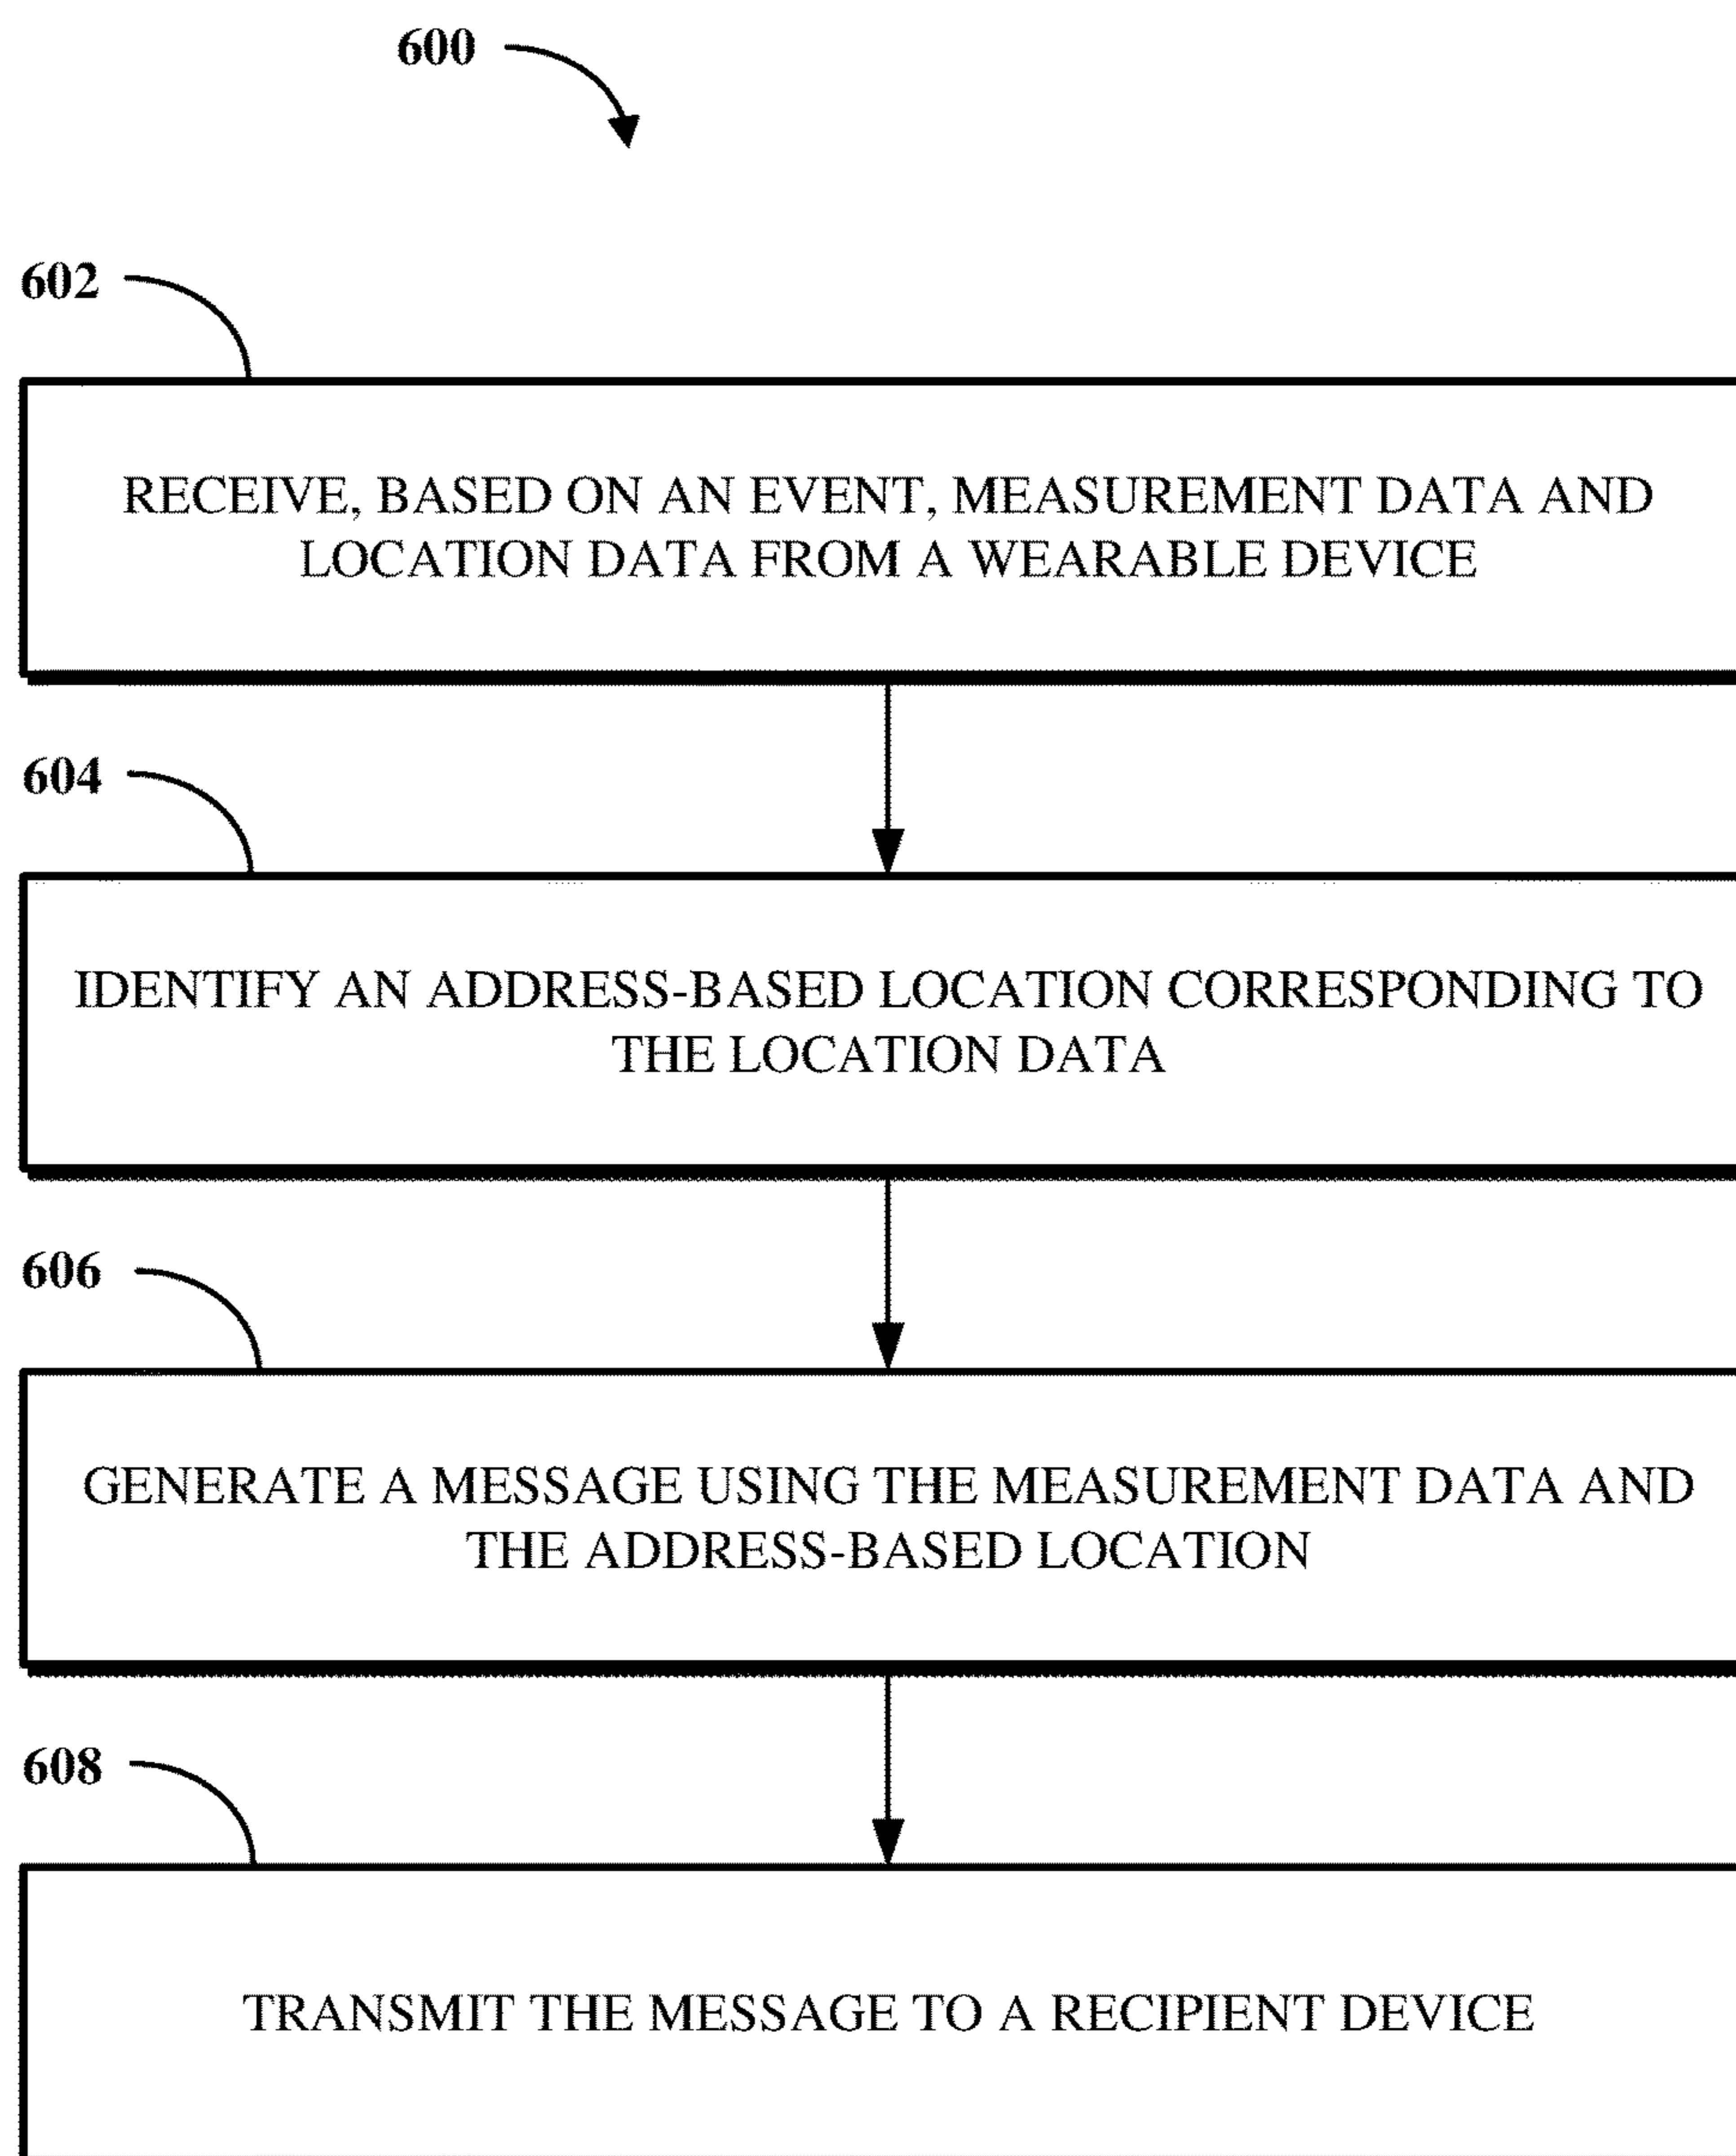 600
602
RECEIVE, BASED ON AN EVENT, MEASUREMENT DATA AND
LOCATION DATA FROM A WEARABLE DEVICE
604
IDENTIFY AN ADDRESS-BASED LOCATION CORRESPONDING TO
THE LOCATION DATA
606
GENERATE A MESSAGE USING THE MEASUREMENT DATA AND
THE ADDRESS-BASED LOCATION
608
TRANSMIT THE MESSAGE TO A RECIPIENT DEVICE